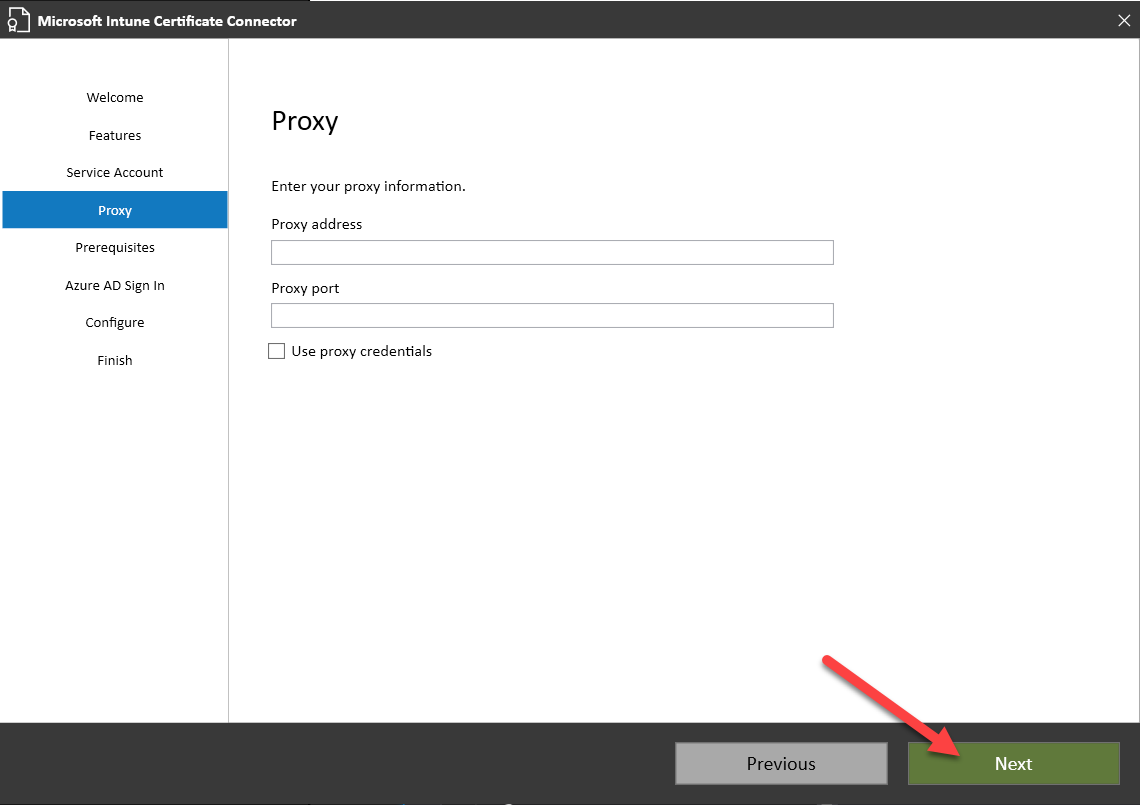 Microsoft Intune Certificate Connector
Welcome
Features
Service Account
Proxy
Prerequisites
Azure AD Sign In
Configure
Finish
Proxy
Enter your proxy information.
Proxy address
Proxy port
Use proxy credentials
Previous
Next